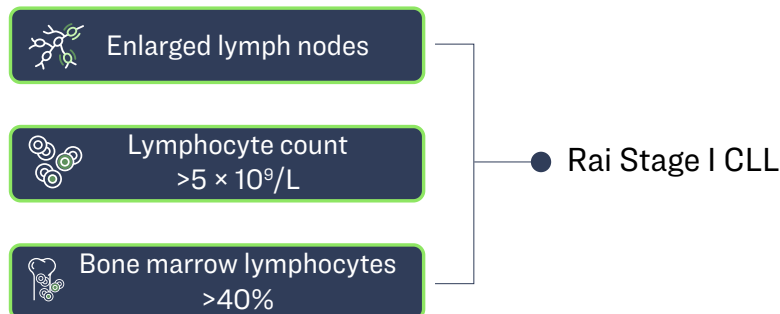 Enlarged lymph nodes
Lymphocyte count
>5 × 10⁹/L
Rai Stage I CLL
Bone marrow lymphocytes
>40%